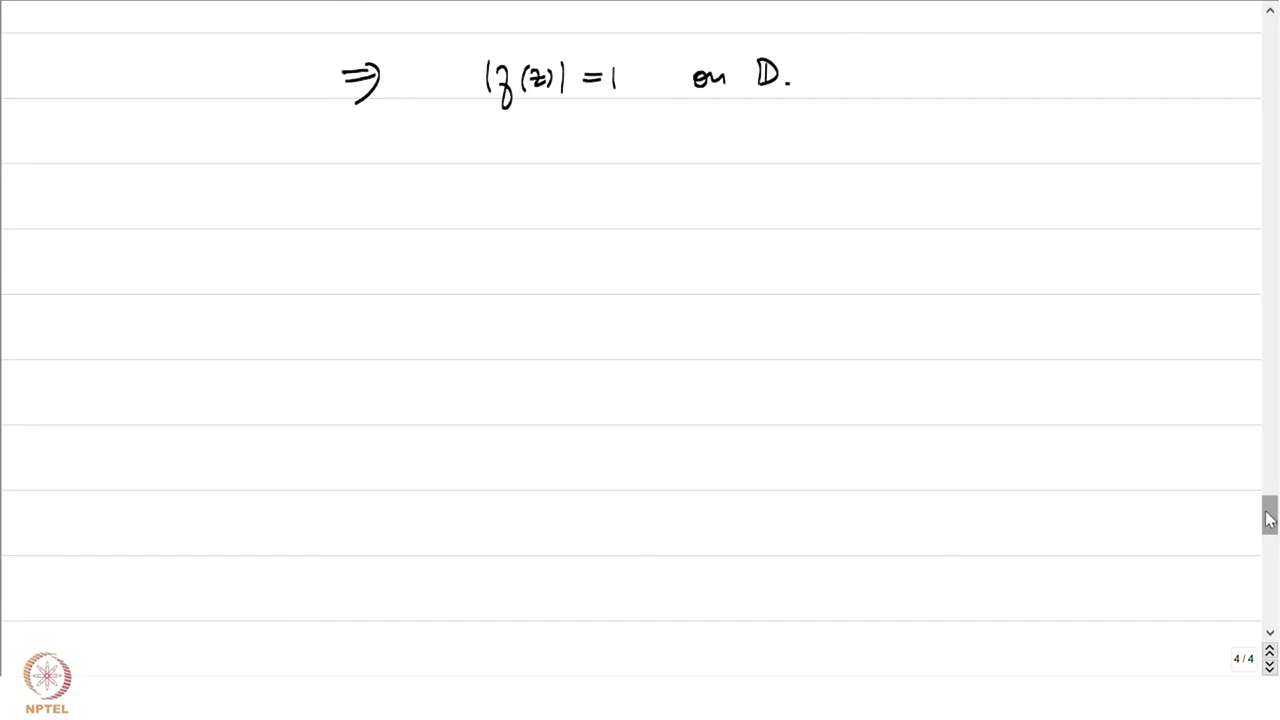 ⇒ |f(z)| = 1 on 𝔻.
4 / 4
NPTEL